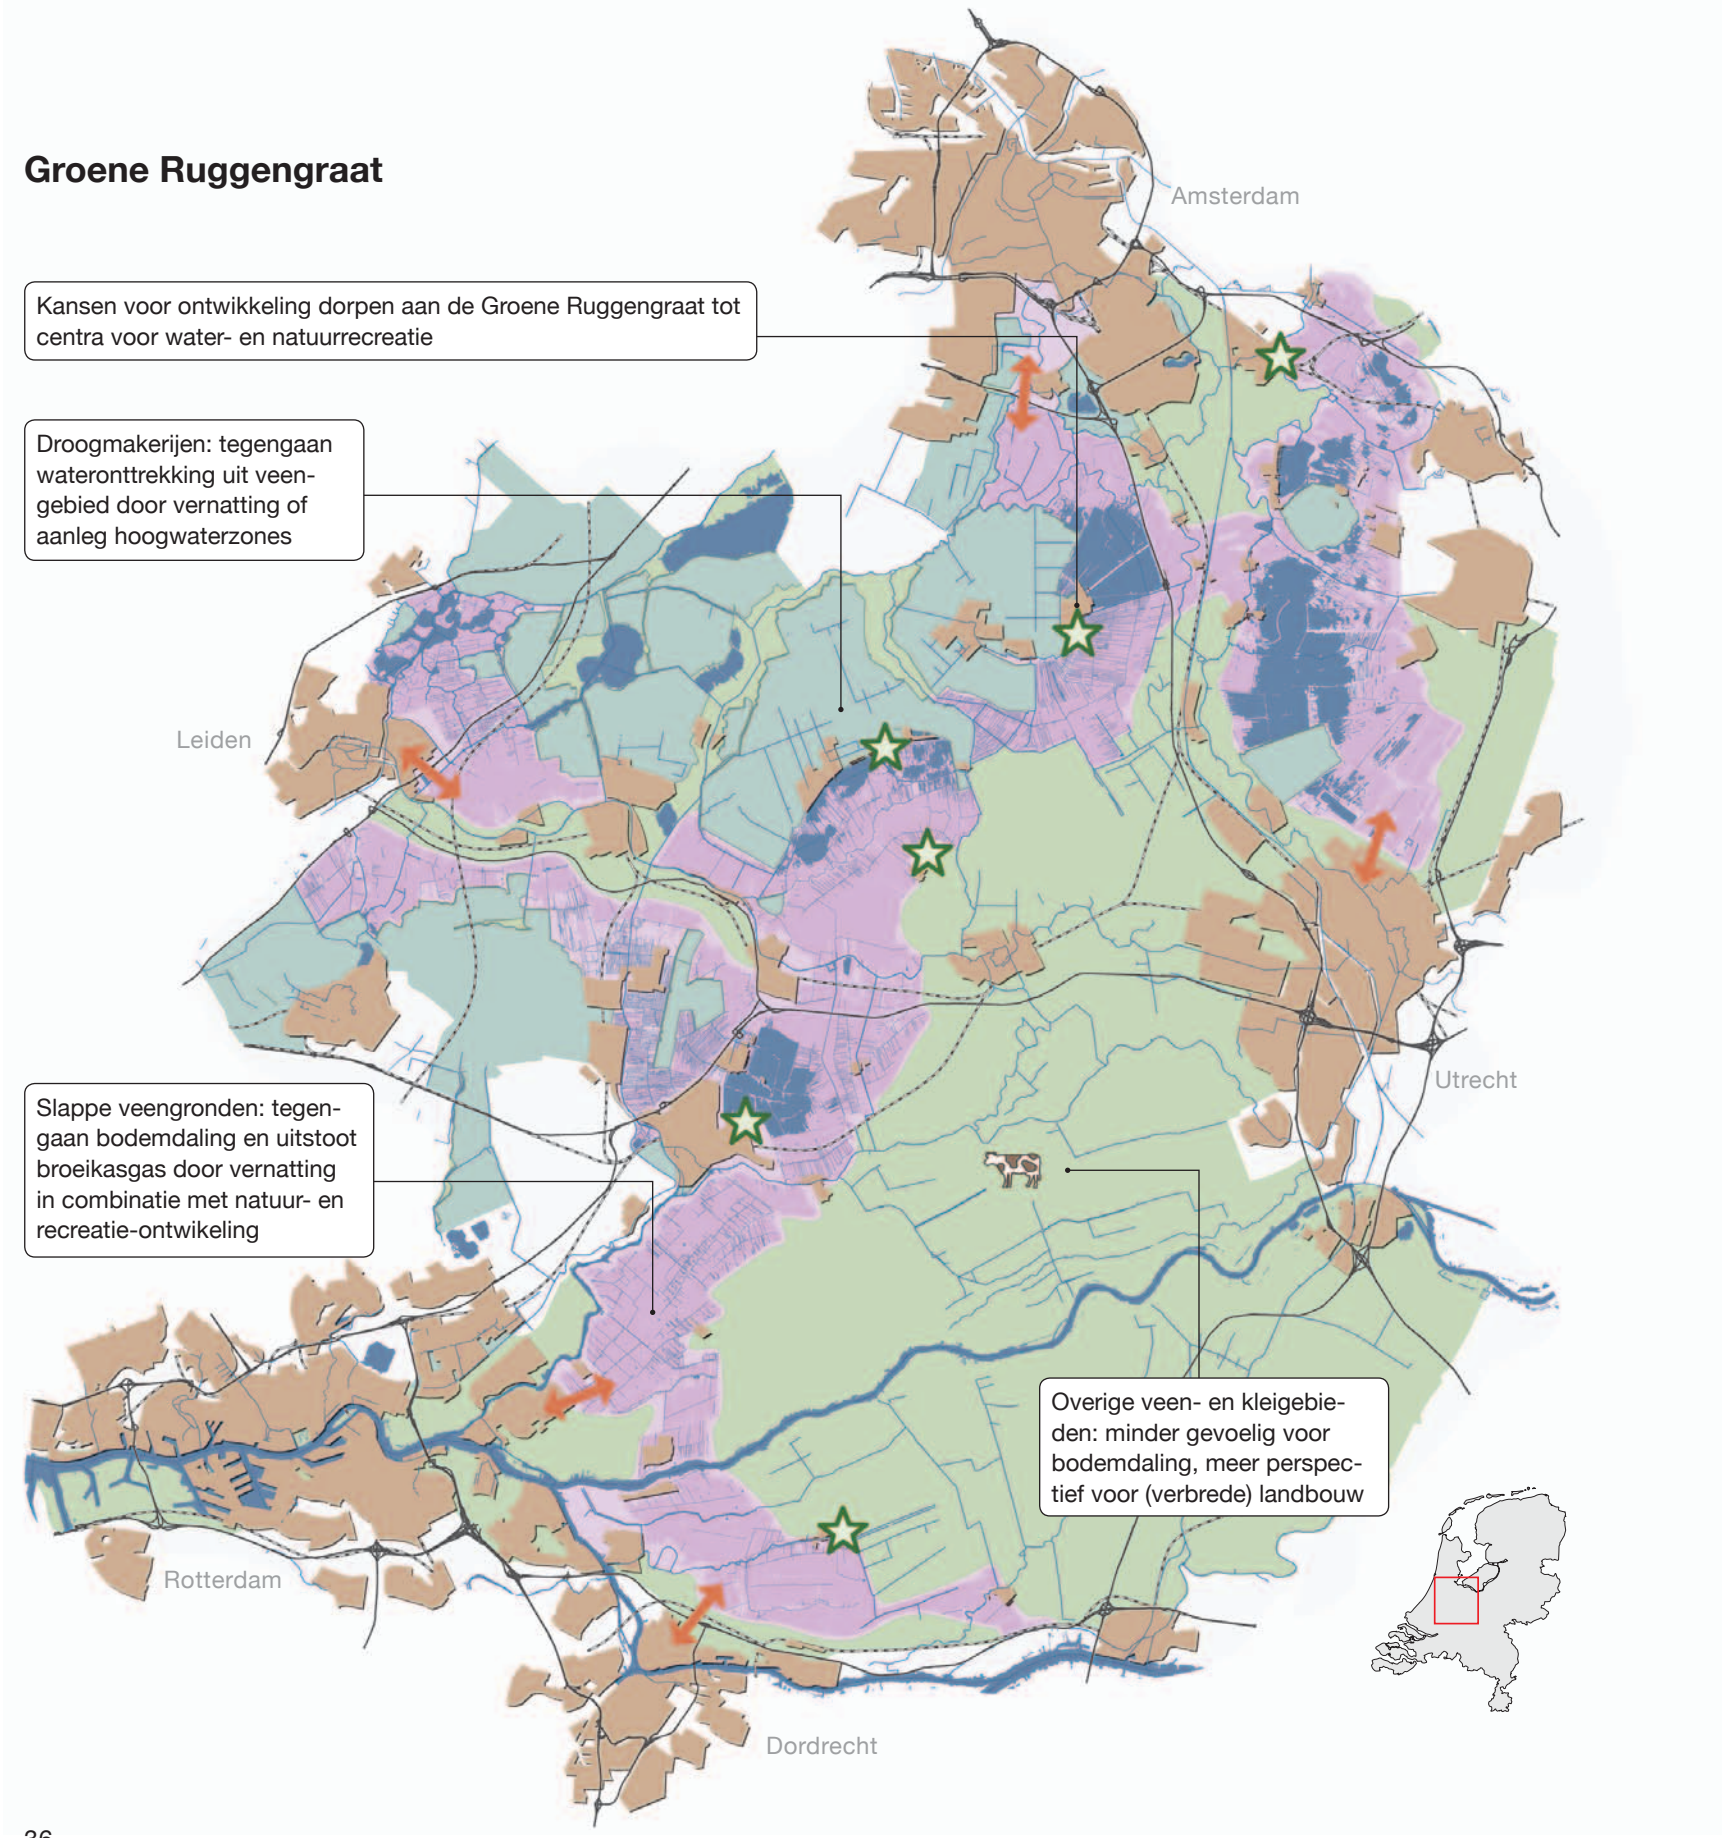 Groene Ruggengraat
Amsterdam
Kansen voor ontwikkeling dorpen aan de Groene Ruggengraat tot
centra voor water- en natuurrecreatie
Droogmakerijen: tegengaan
wateronttrekking uit veen-
gebied door vernatting of
aanleg hoogwaterzones
Leiden
Utrecht
Slappe veengronden: tegen-
gaan bodemdaling en uitstoot
broeikasgas door vernatting
in combinatie met natuur- en
recreatie-ontwikeling
Overige veen- en kleigebie-
den: minder gevoelig voor
bodemdaling, meer perspec-
tief voor (verbrede) landbouw
Rotterdam
Dordrecht